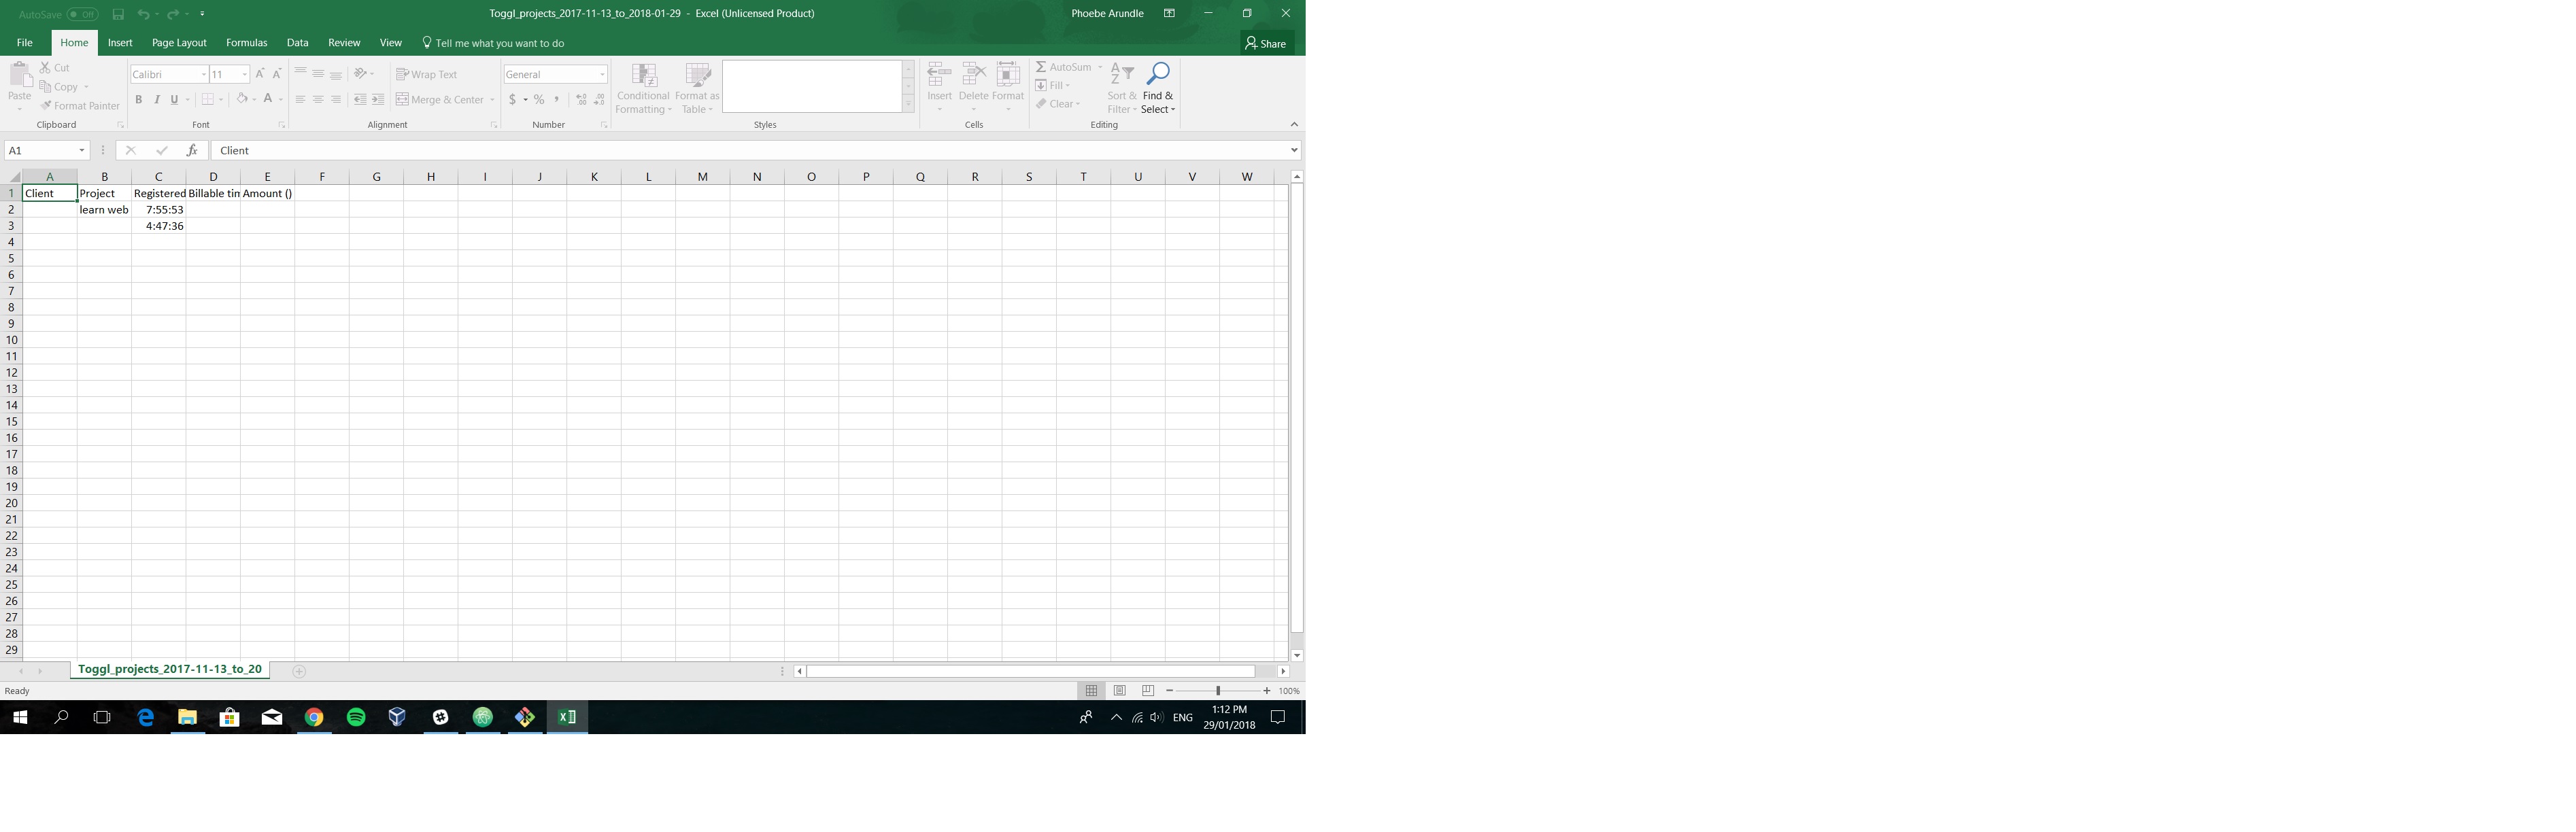 AutoSave Off Toggl_projects_2017-11-13_to_2018-01-29 - Excel (Unlicensed Product) Phoebe Arundle
File Home Insert Page Layout Formulas Data Review View Tell me what you want to do Share
Paste Cut Copy Format Painter
Calibri 11 B I U A
Wrap Text Merge & Center
General $ % ,
Conditional Formatting Format as Table
Insert Delete Format
AutoSum Fill Clear Sort & Filter Find & Select
Clipboard Font Alignment Number Styles Cells Editing
A1 fx Client
A B C D E F G H I J K L M N O P Q R S T U V W
1 Client Project Registered Billable tin Amount ()
2 learn web 7:55:53
3 4:47:36
4
5
6
7
8
9
10
11
12
13
14
15
16
17
18
19
20
21
22
23
24
25
26
27
28
29
Toggl_projects_2017-11-13_to_20
Ready 100%
ENG 1:12 PM
29/01/2018